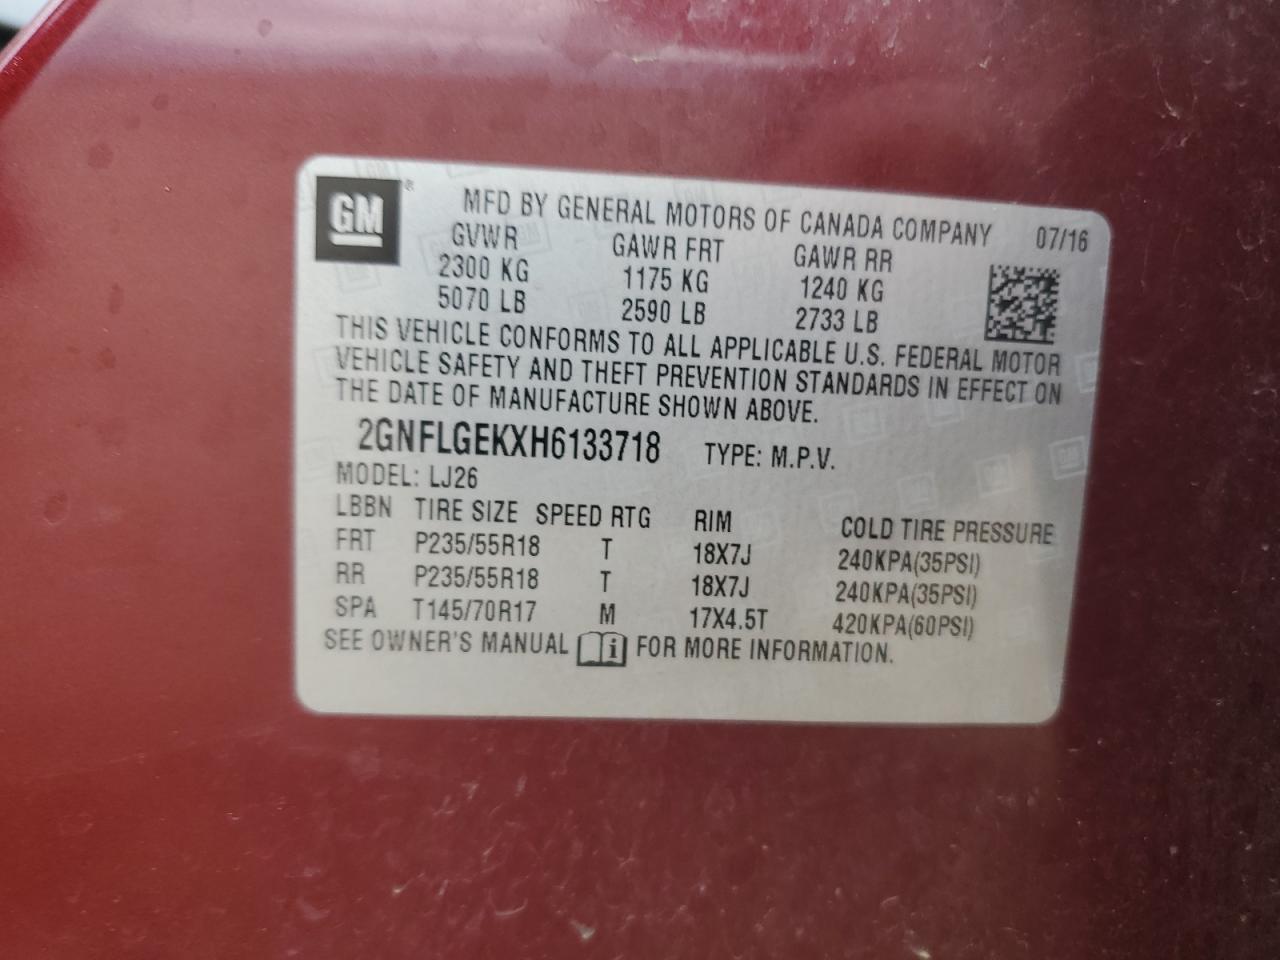 GM ® MFD BY GENERAL MOTORS OF CANADA COMPANY 07/16
GVWR GAWR FRT GAWR RR
2300 KG 1175 KG 1240 KG
5070 LB 2590 LB 2733 LB
THIS VEHICLE CONFORMS TO ALL APPLICABLE U.S. FEDERAL MOTOR
VEHICLE SAFETY AND THEFT PREVENTION STANDARDS IN EFFECT ON
THE DATE OF MANUFACTURE SHOWN ABOVE.
2GNFLGEKXH6133718 TYPE: M.P.V.
MODEL: LJ26
LBBN TIRE SIZE SPEED RTG RIM COLD TIRE PRESSURE
FRT P235/55R18 T 18X7J 240KPA(35PSI)
RR P235/55R18 T 18X7J 240KPA(35PSI)
SPA T145/70R17 M 17X4.5T 420KPA(60PSI)
SEE OWNER'S MANUAL i FOR MORE INFORMATION.